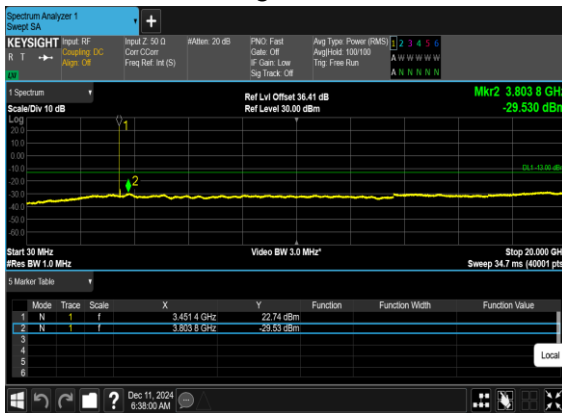 Spectrum Analyzer 1
Swept SA
KEYSIGHT
R T
LW
Input: RF
Coupling: DC
Align: Off
Input Z: 50 Ω
Corr CCorr
Freq Ref: Int (S)
#Atten: 20 dB
PNO: Fast
Gate: Off
IF Gain: Low
Sig Track: Off
Avg Type: Power (RMS)
Avg|Hold: 100/100
Trig: Free Run
1 2 3 4 5 6
A W W W W W
A N N N N N
1 Spectrum
Scale/Div 10 dB
Ref Lvl Offset 36.41 dB
Ref Level 30.00 dBm
Mkr2 3.803 8 GHz
-29.530 dBm
Log
20.0
10.0
0.00
-10.0
-20.0
-30.0
-40.0
-50.0
-60.0
1
2
DL1 -13.00 dBm
Start 30 MHz
#Res BW 1.0 MHz
Video BW 3.0 MHz*
Stop 20.000 GHz
Sweep 34.7 ms (40001 pts)
5 Marker Table
Mode Trace Scale X Y Function Function Width Function Value
1 N 1 f 3.451 4 GHz 22.74 dBm
2 N 1 f 3.803 8 GHz -29.53 dBm
3
4
5
6
Local
?
Dec 11, 2024
6:38:00 AM